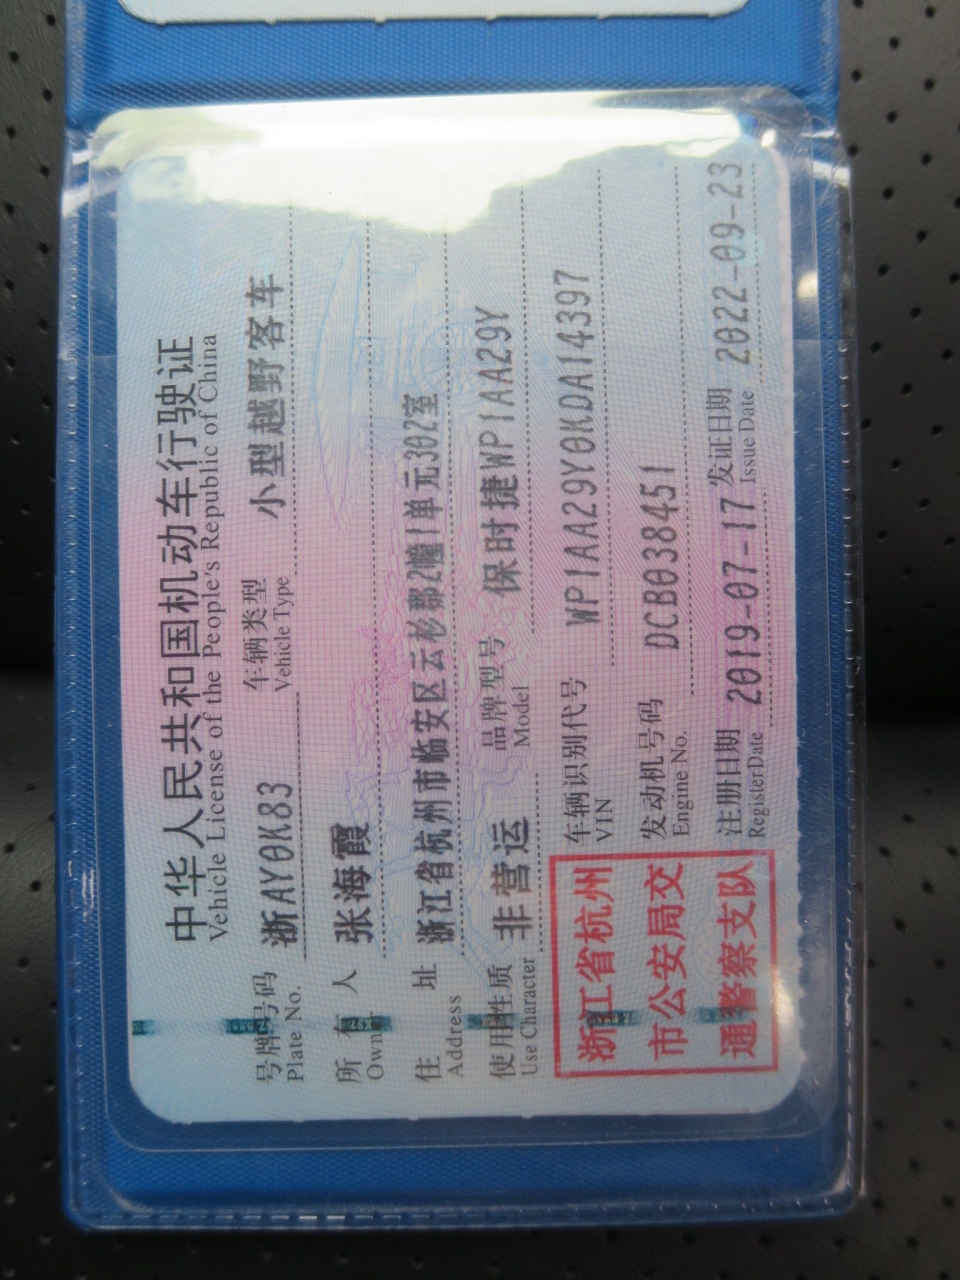 中华人民共和国机动车行驶证
Vehicle License of the People's Republic of China
号牌号码 浙AY0K83 车辆类型 小型越野客车
Plate No. Vehicle Type
所有人 张海霞
Owner
住址 浙江省杭州市临安区云杉郡2幢1单元302室
Address
使用性质 非营运 品牌型号 保时捷WP1AA29Y
Use Character Model
浙江省杭州
市公安局交
通警察支队
车辆识别代号 WP1AA29Y0KDA14397
VIN
发动机号码 DCB038451
Engine No.
注册日期 2019-07-17 发证日期 2022-09-23
RegisterDate Issue Date